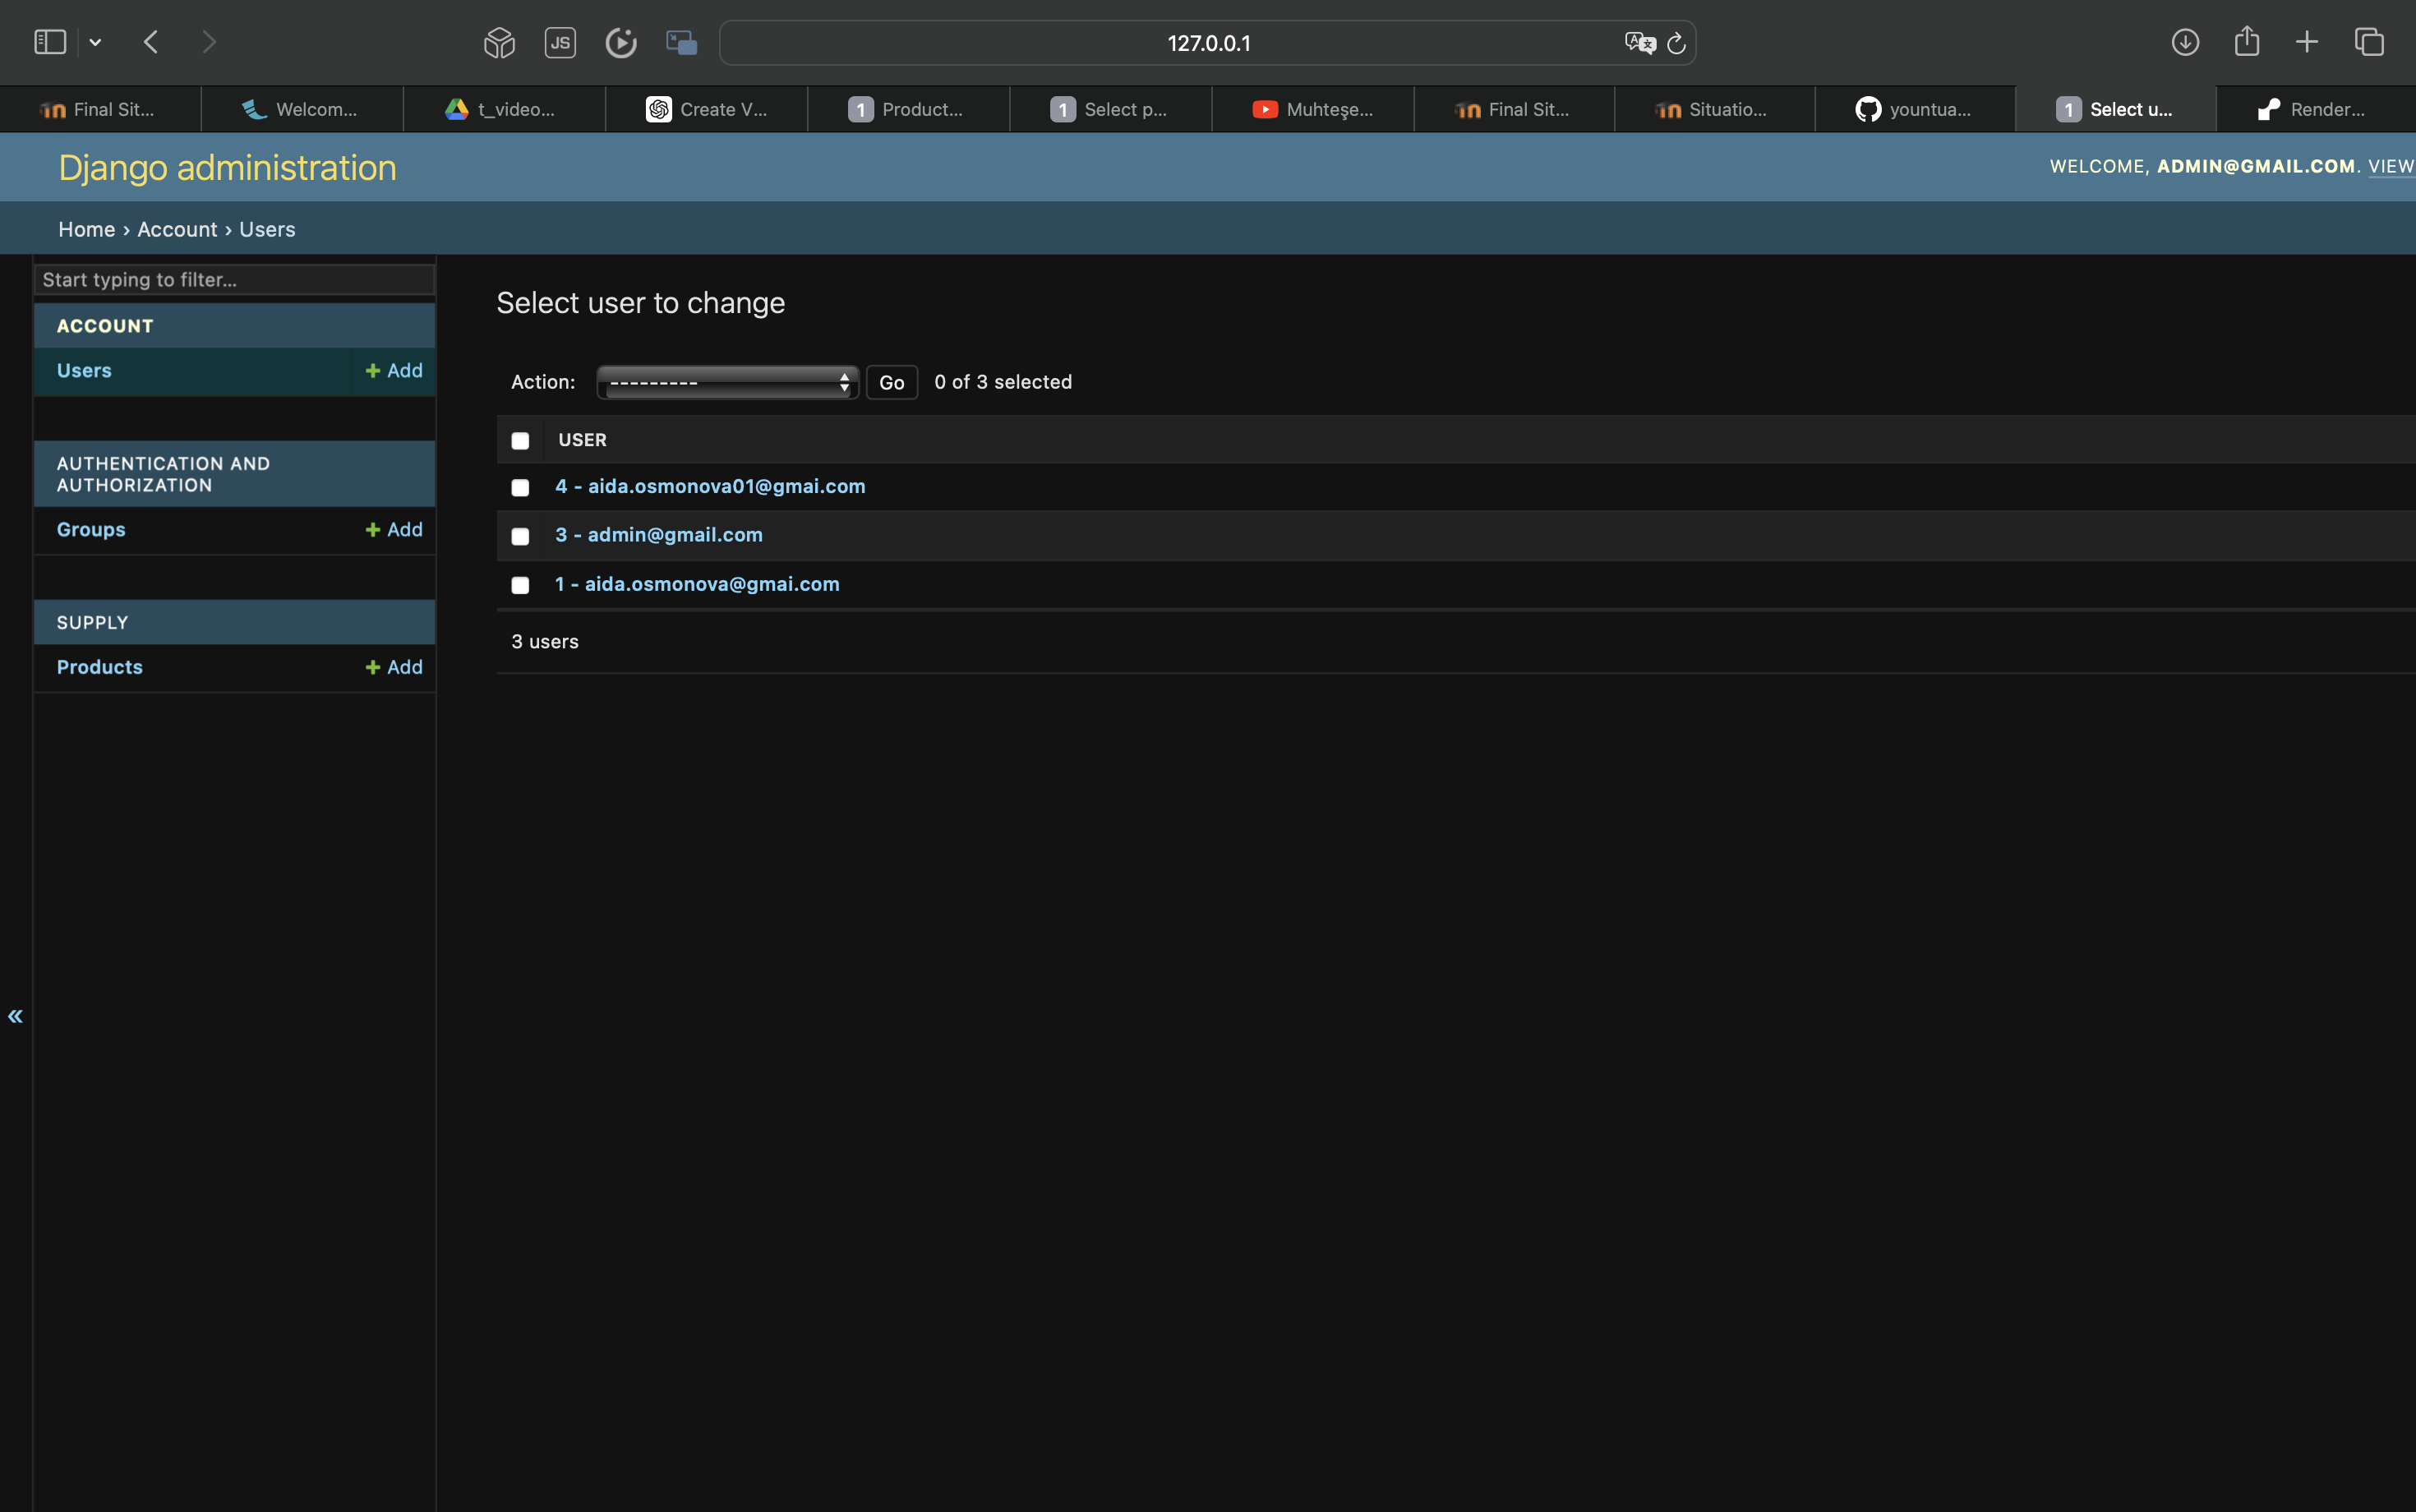 127.0.0.1
Final Sit...
Welcom...
t_video...
Create V...
1 Product...
1 Select p...
Muhteşe...
Final Sit...
Situatio...
yountua...
1 Select u...
Render...
Django administration
WELCOME, ADMIN@GMAIL.COM. VIEW
Home › Account › Users
Start typing to filter...
ACCOUNT
Users + Add
AUTHENTICATION AND
AUTHORIZATION
Groups + Add
SUPPLY
Products + Add
«
Select user to change
Action: --------- Go 0 of 3 selected
USER
4 - aida.osmonova01@gmai.com
3 - admin@gmail.com
1 - aida.osmonova@gmai.com
3 users